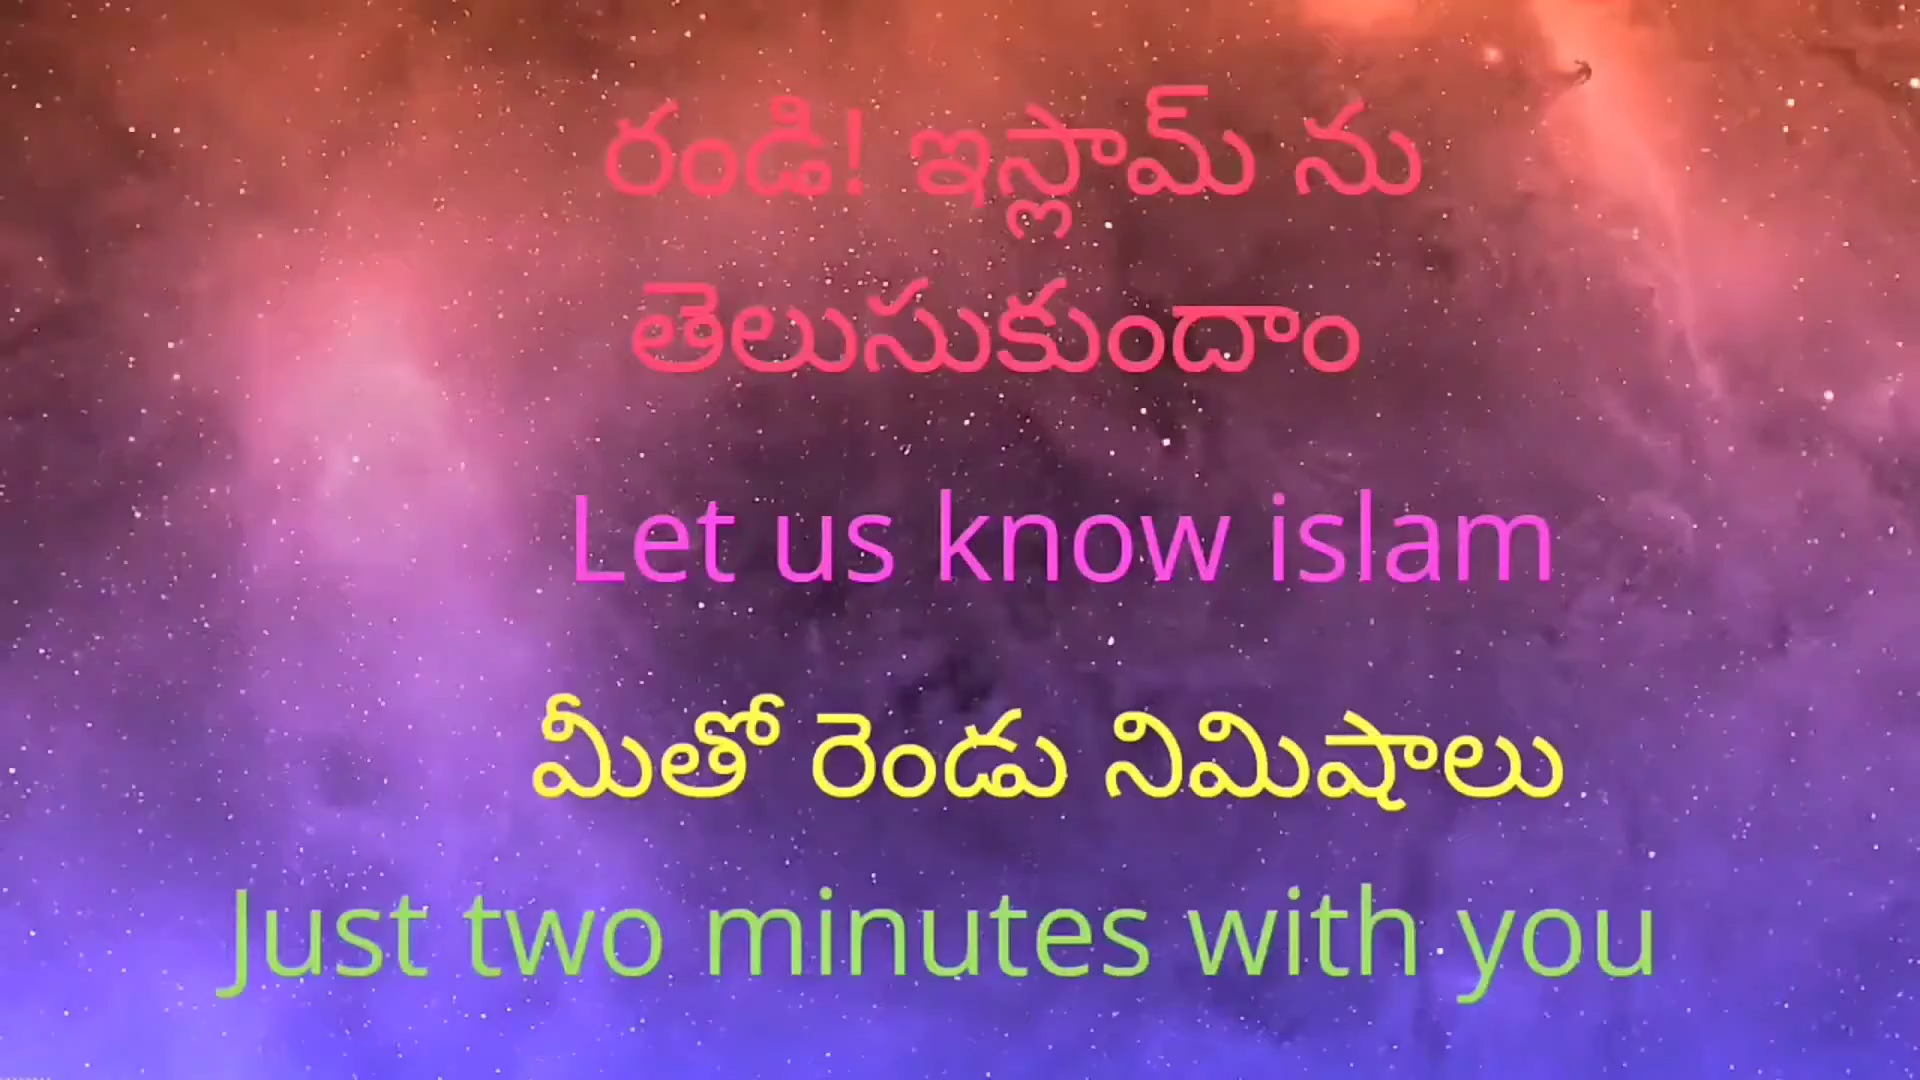 రండి! ఇస్లామ్ ను
తెలుసుకుందాం
Let us know islam
మీతో రెండు నిమిషాలు
Just two minutes with you